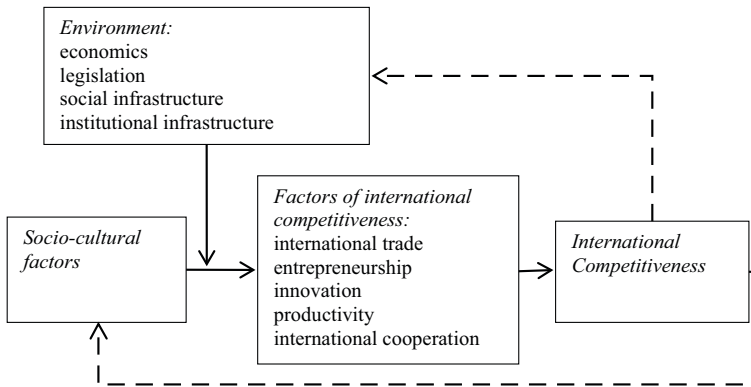 Environment:
economics
legislation
social infrastructure
institutional infrastructure
Socio-cultural
factors
Factors of international
competitiveness:
international trade
entrepreneurship
innovation
productivity
international cooperation
International
Competitiveness